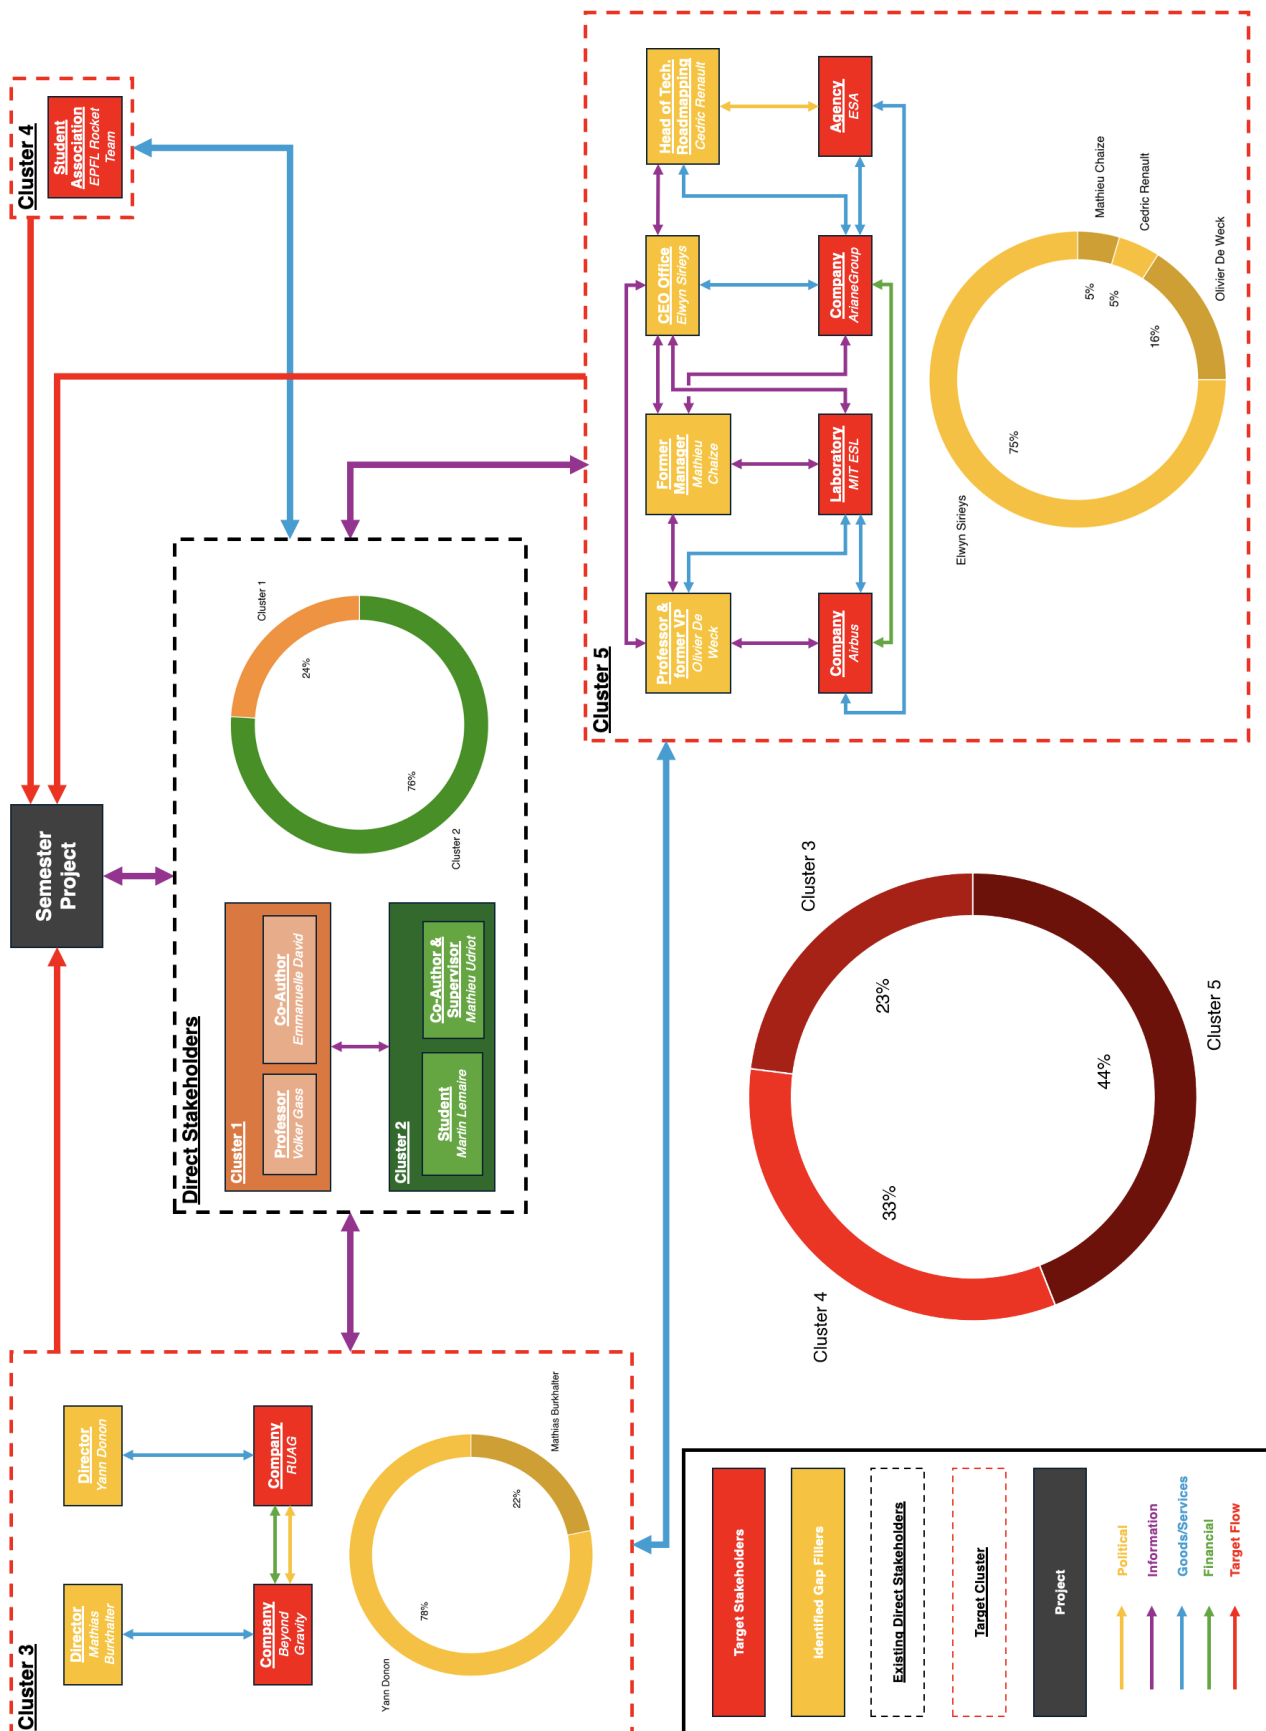 Cluster 3
Director
Mathias
Burkhalter
Director
Yann Donon
Company
Beyond
Gravity
Company
RUAG
Yann Donon
78%
22%
Mathias Burkhalter
Semester
Project
Direct Stakeholders
Cluster 1
Professor
Volker Gass
Co-Author
Emmanuelle David
Cluster 2
Student
Martin Lemaire
Co-Author &
Supervisor
Mathieu Udriot
Cluster 1
24%
76%
Cluster 2
Cluster 4
Student
Association
EPFL Rocket
Team
Cluster 5
Professor &
former VP
Olivier De
Weck
Former
Manager
Mathieu
Chaize
CEO Office
Elwyn Sirieys
Head of Tech.
Roadmapping
Cedric Renault
Company
Airbus
Laboratory
MIT ESL
Company
ArianeGroup
Agency
ESA
Elwyn Sirieys
75%
5%
5%
16%
Mathieu Chaize
Cedric Renault
Olivier De Weck
Cluster 3
23%
Cluster 4
33%
44%
Cluster 5
Target Stakeholders
Identified Gap Fillers
Existing Direct Stakeholders
Target Cluster
Project
Political
Information
Goods/Services
Financial
Target Flow